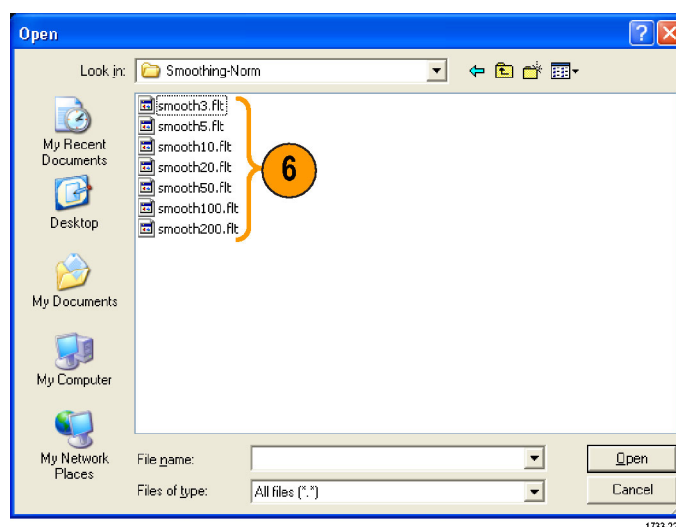 Open
Look in:
Smoothing-Norm
My Recent
Documents
Desktop
My Documents
My Computer
My Network
Places
smooth3.flt
smooth5.flt
smooth10.flt
smooth20.flt
smooth50.flt
smooth100.flt
smooth200.flt
6
File name:
Open
Files of type:
All files (*.*)
Cancel